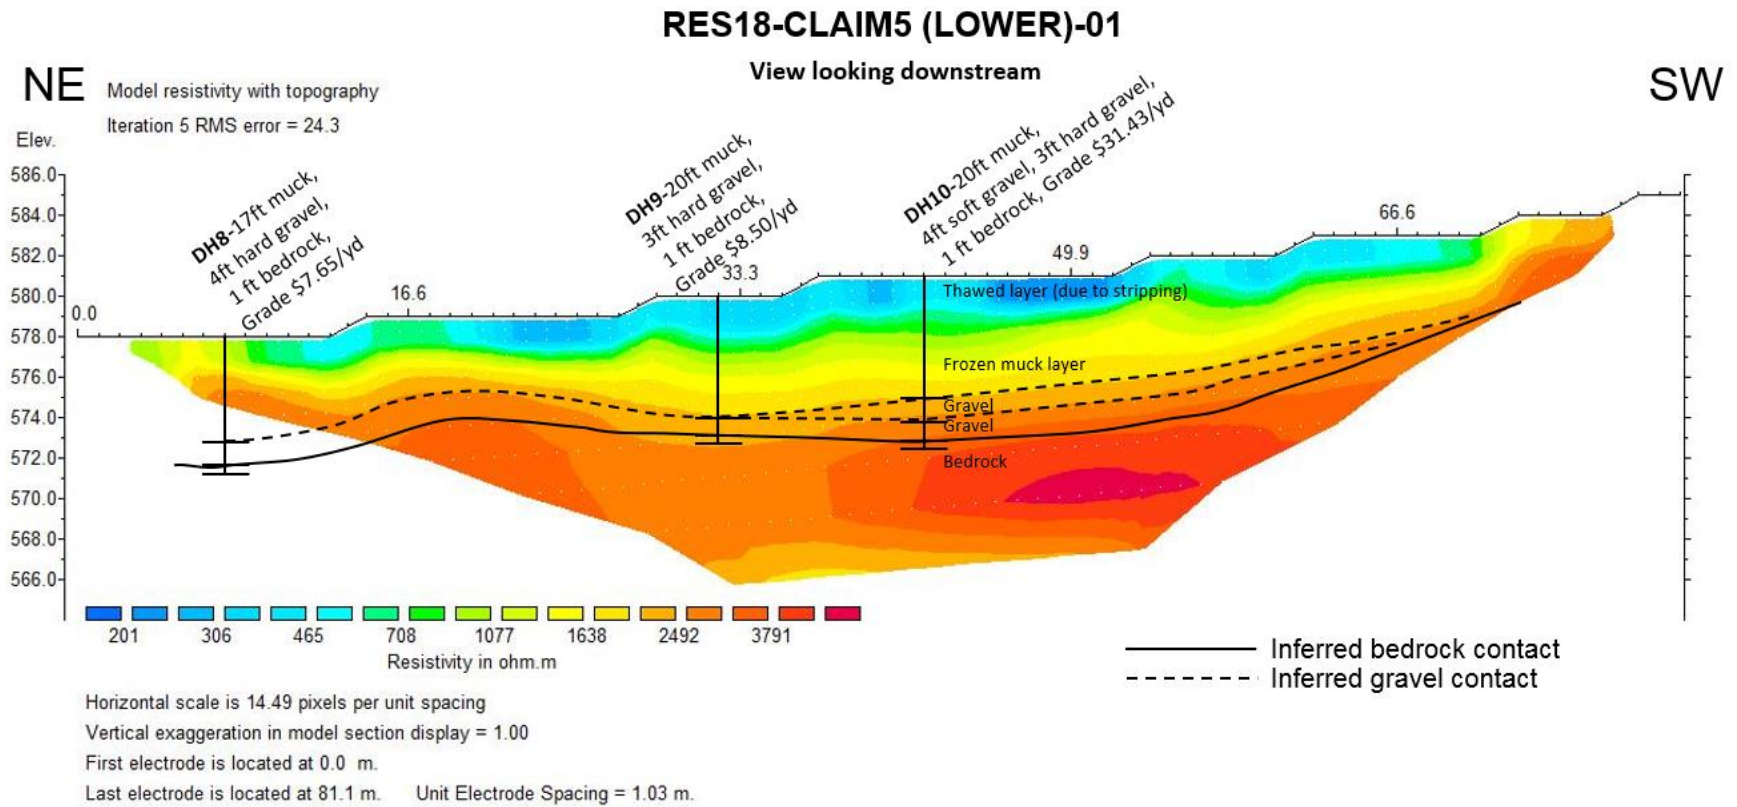 RES18-CLAIM5 (LOWER)-01
View looking downstream
NE
SW
Model resistivity with topography
Iteration 5 RMS error = 24.3
Elev.
586.0
584.0
582.0
580.0
578.0
576.0
574.0
572.0
570.0
568.0
566.0
DH8-17ft muck,
4ft hard gravel,
1 ft bedrock,
Grade $7.65/yd
DH9-20ft muck,
3ft hard gravel,
1 ft bedrock,
Grade $8.50/yd
DH10-20ft muck,
4ft soft gravel, 3ft hard gravel,
1 ft bedrock, Grade $31.43/yd
0.0
16.6
33.3
49.9
66.6
Thawed layer (due to stripping)
Frozen muck layer
Gravel
Gravel
Bedrock
201 306 465 708 1077 1638 2492 3791
Resistivity in ohm.m
Inferred bedrock contact
Inferred gravel contact
Horizontal scale is 14.49 pixels per unit spacing
Vertical exaggeration in model section display = 1.00
First electrode is located at 0.0 m.
Last electrode is located at 81.1 m. Unit Electrode Spacing = 1.03 m.